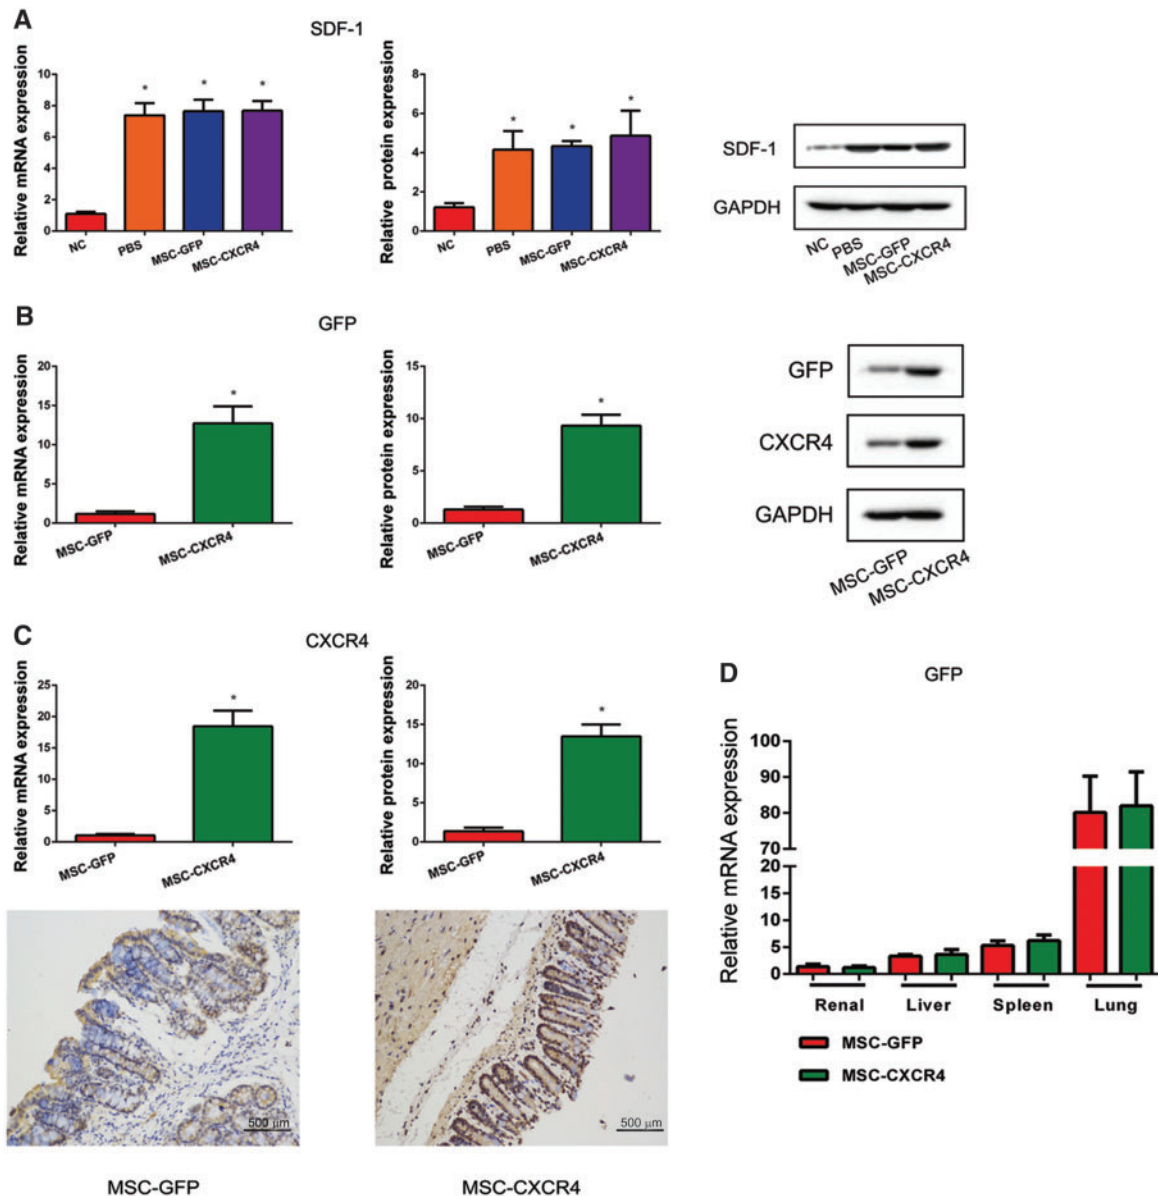 A
SDF-1
Relative mRNA expression
10
8
6
4
2
0
*
*
*
NC
PBS
MSC-GFP
MSC-CXCR4
Relative protein expression
8
6
4
2
0
*
*
*
NC
PBS
MSC-GFP
MSC-CXCR4
SDF-1
GAPDH
NC
PBS
MSC-GFP
MSC-CXCR4
B
GFP
Relative mRNA expression
20
15
10
5
0
*
MSC-GFP
MSC-CXCR4
Relative protein expression
15
10
5
0
*
MSC-GFP
MSC-CXCR4
GFP
CXCR4
GAPDH
MSC-GFP
MSC-CXCR4
C
CXCR4
Relative mRNA expression
25
20
15
10
5
0
*
MSC-GFP
MSC-CXCR4
Relative protein expression
20
15
10
5
0
*
MSC-GFP
MSC-CXCR4
500 µm
MSC-GFP
500 µm
MSC-CXCR4
D
GFP
Relative mRNA expression
100
90
80
70
20
15
10
5
0
Renal Liver Spleen Lung
MSC-GFP
MSC-CXCR4